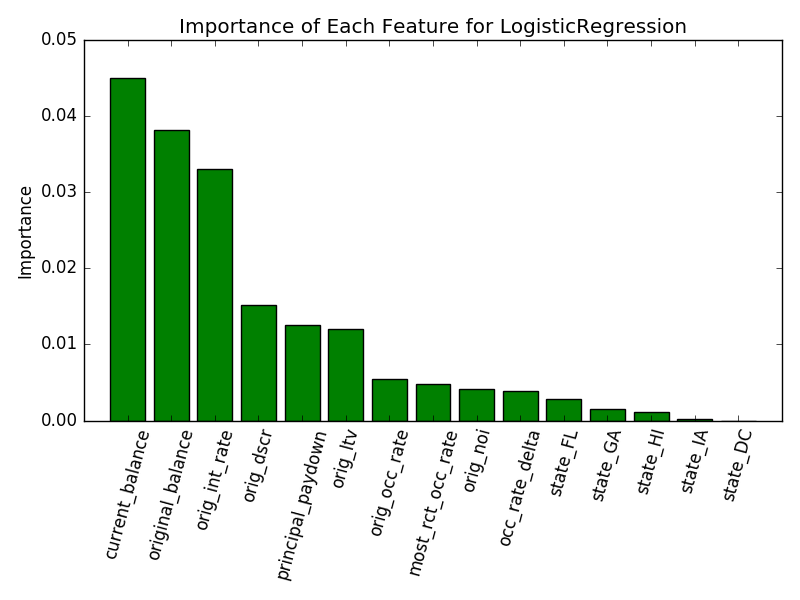 Importance of Each Feature for LogisticRegression
0.05
0.04
0.03
0.02
0.01
0.00
Importance
current_balance
original_balance
orig_int_rate
orig_dscr
principal_paydown
orig_ltv
orig_occ_rate
most_rct_occ_rate
orig_noi
occ_rate_delta
state_FL
state_GA
state_HI
state_IA
state_DC